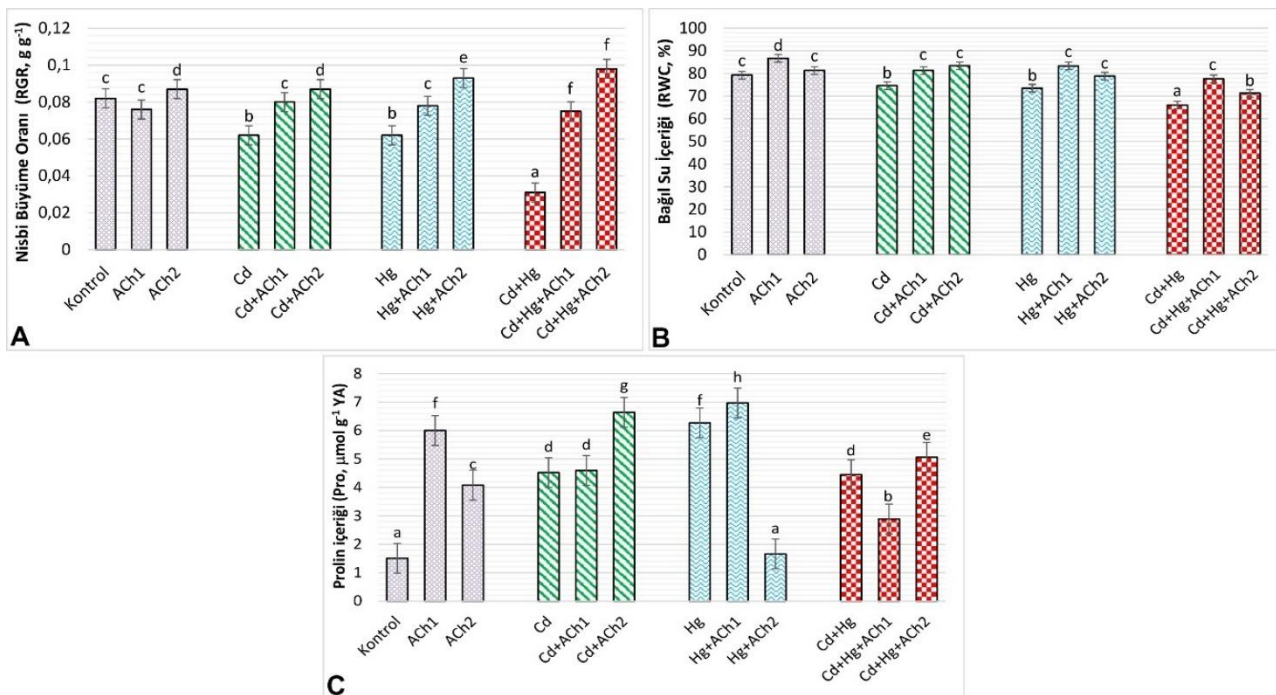 Nisbi Büyüme Oranı (RGR, g g⁻¹)
0,12
0,1
0,08
0,06
0,04
0,02
0
c
c
d
b
c
d
b
c
e
a
f
f
Kontrol
ACh1
ACh2
Cd
Cd+ACh1
Cd+ACh2
Hg
Hg+ACh1
Hg+ACh2
Cd+Hg
Cd+Hg+ACh1
Cd+Hg+ACh2
A
Bağıl Su İçeriği (RWC, %)
100
90
80
70
60
50
40
30
20
10
0
c
d
c
b
c
c
b
c
c
a
c
b
Kontrol
ACh1
ACh2
Cd
Cd+ACh1
Cd+ACh2
Hg
Hg+ACh1
Hg+ACh2
Cd+Hg
Cd+Hg+ACh1
Cd+Hg+ACh2
B
Prolin içeriği (Pro, µmol g⁻¹ YA)
8
7
6
5
4
3
2
1
0
a
f
c
d
d
g
f
h
a
d
b
e
Kontrol
ACh1
ACh2
Cd
Cd+ACh1
Cd+ACh2
Hg
Hg+ACh1
Hg+ACh2
Cd+Hg
Cd+Hg+ACh1
Cd+Hg+ACh2
C